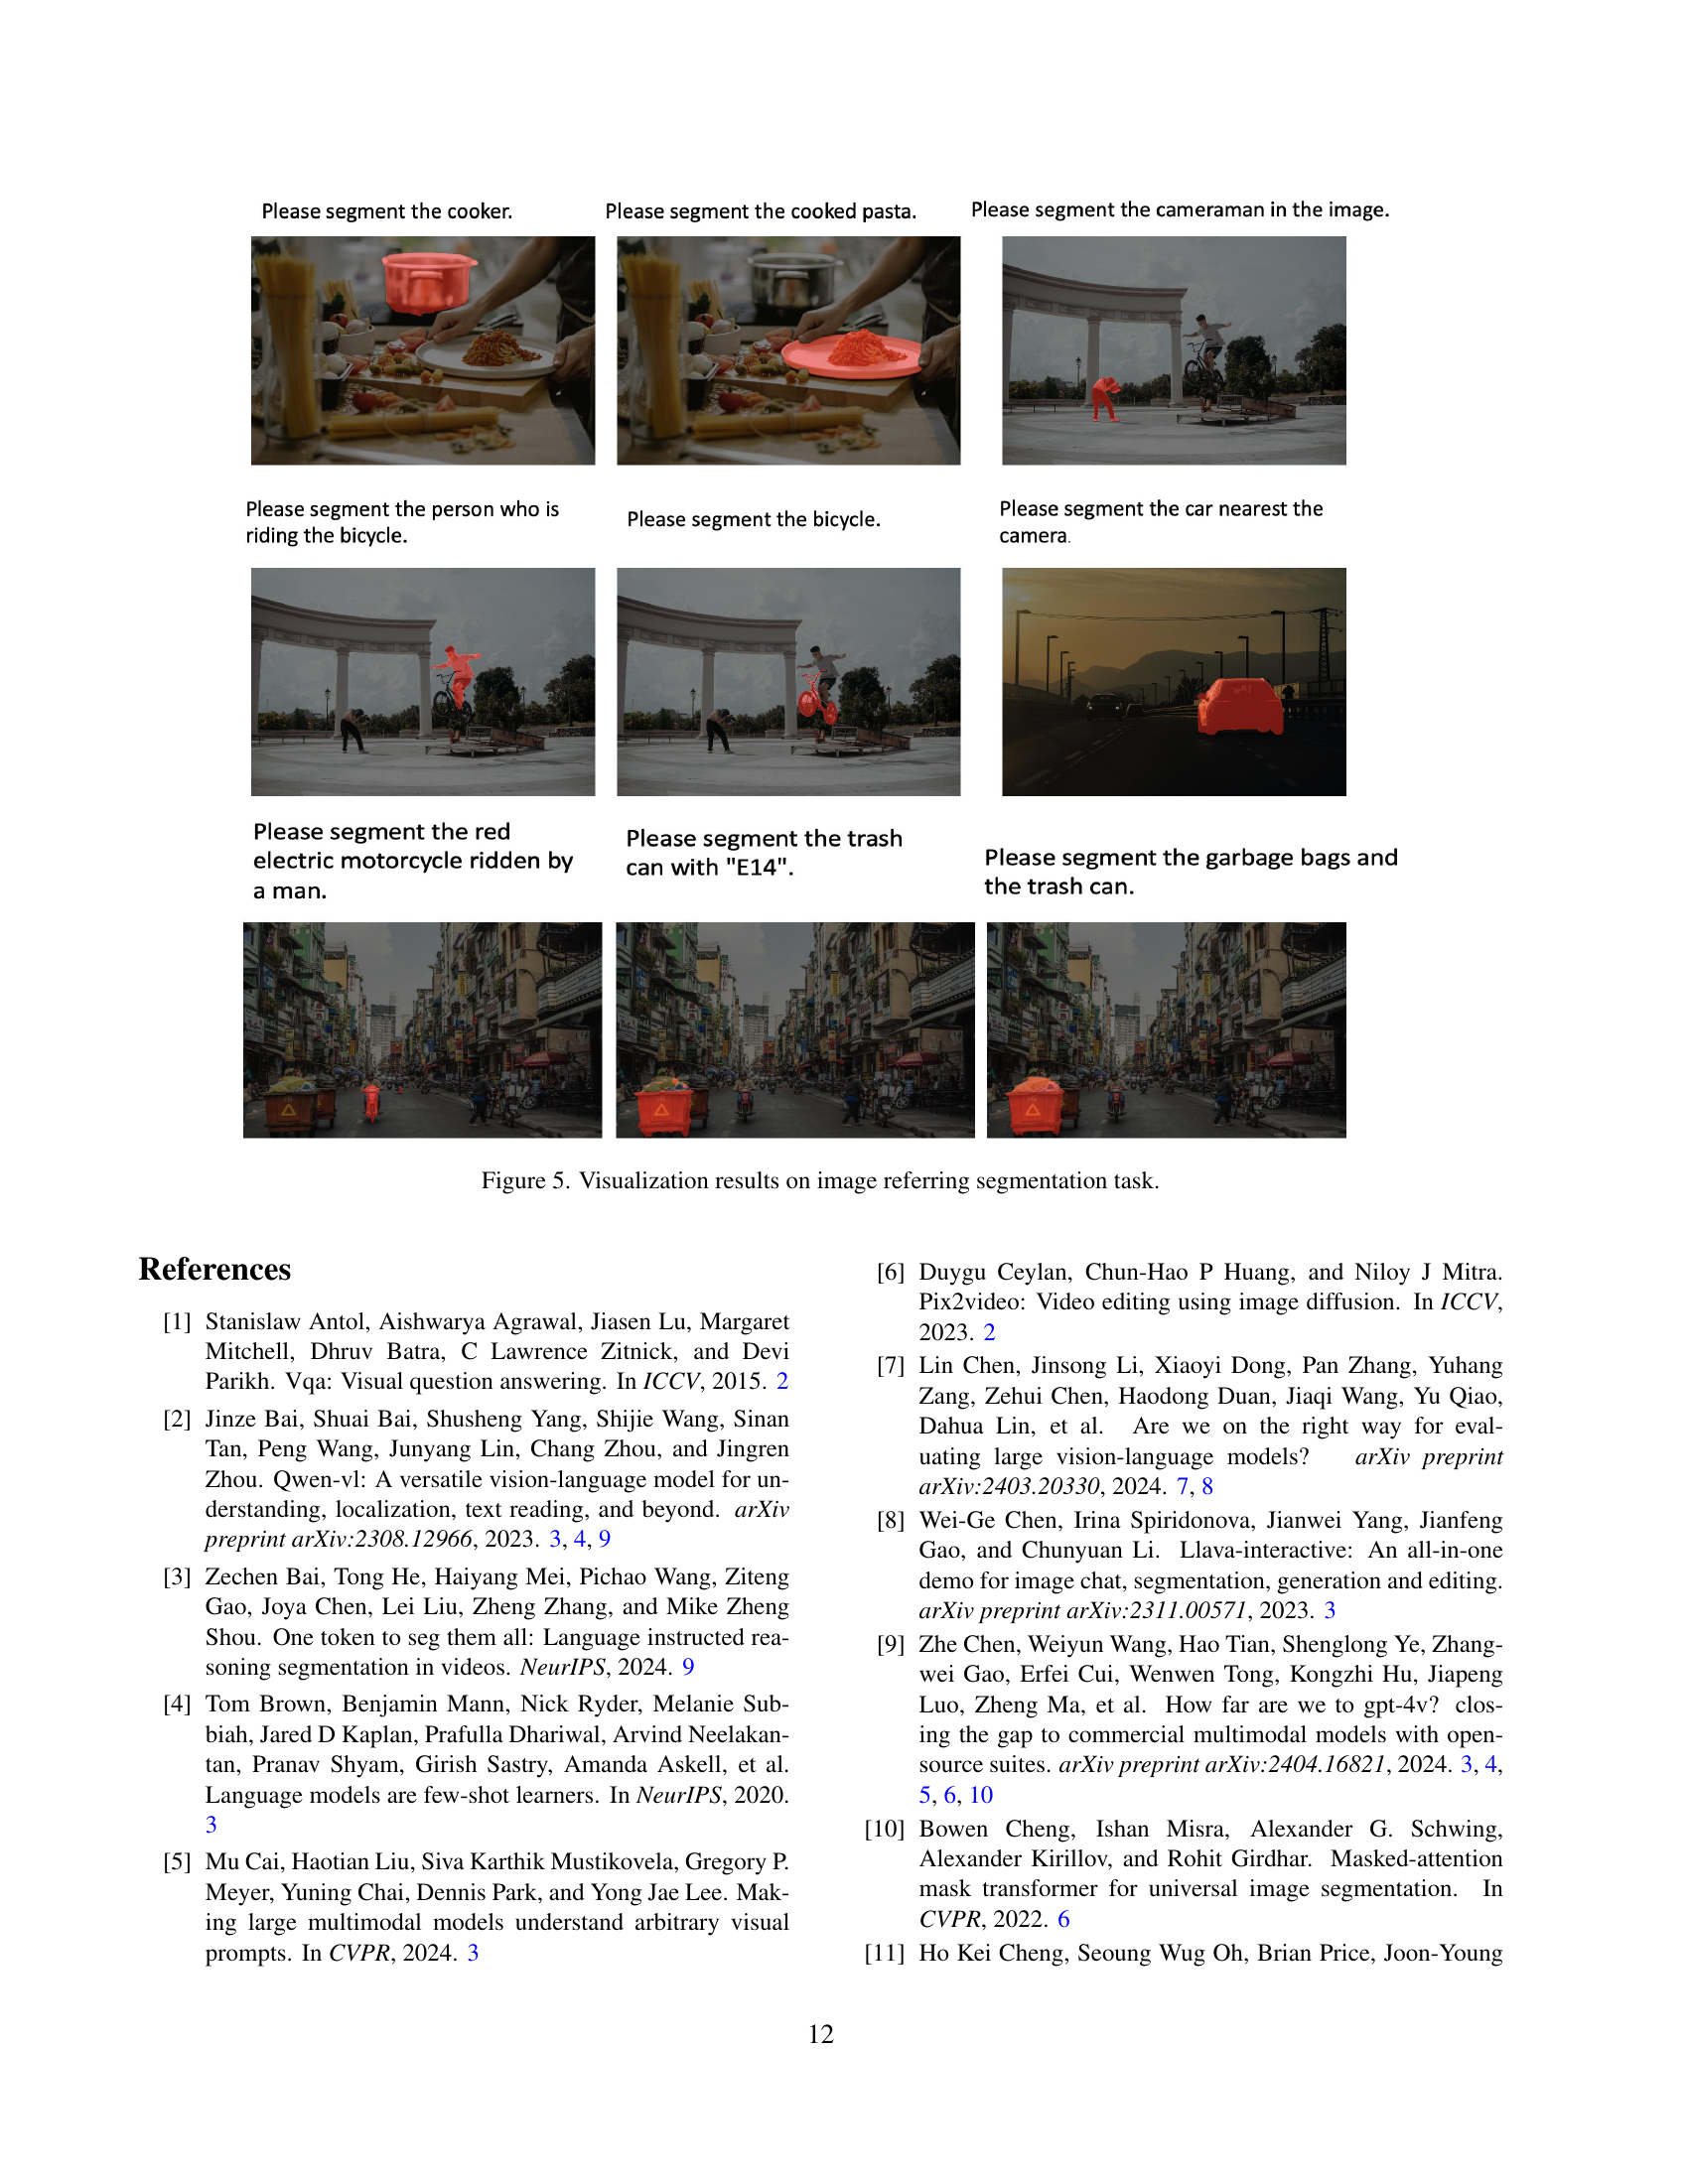 Please segment the cooker.
Please segment the cooked pasta.
Please segment the cameraman in the image.
Please segment the person who is
riding the bicycle.
Please segment the bicycle.
Please segment the car nearest the
camera.
Please segment the red
electric motorcycle ridden by
a man.
Please segment the trash
can with "E14".
Please segment the garbage bags and
the trash can.
Figure 5. Visualization results on image referring segmentation task.
References
[1] Stanislaw Antol, Aishwarya Agrawal, Jiasen Lu, Margaret
Mitchell, Dhruv Batra, C Lawrence Zitnick, and Devi
Parikh. Vqa: Visual question answering. In ICCV, 2015. 2
[2] Jinze Bai, Shuai Bai, Shusheng Yang, Shijie Wang, Sinan
Tan, Peng Wang, Junyang Lin, Chang Zhou, and Jingren
Zhou. Qwen-vl: A versatile vision-language model for un-
derstanding, localization, text reading, and beyond. arXiv
preprint arXiv:2308.12966, 2023. 3, 4, 9
[3] Zechen Bai, Tong He, Haiyang Mei, Pichao Wang, Ziteng
Gao, Joya Chen, Lei Liu, Zheng Zhang, and Mike Zheng
Shou. One token to seg them all: Language instructed rea-
soning segmentation in videos. NeurIPS, 2024. 9
[4] Tom Brown, Benjamin Mann, Nick Ryder, Melanie Sub-
biah, Jared D Kaplan, Prafulla Dhariwal, Arvind Neelakan-
tan, Pranav Shyam, Girish Sastry, Amanda Askell, et al.
Language models are few-shot learners. In NeurIPS, 2020.
3
[5] Mu Cai, Haotian Liu, Siva Karthik Mustikovela, Gregory P.
Meyer, Yuning Chai, Dennis Park, and Yong Jae Lee. Mak-
ing large multimodal models understand arbitrary visual
prompts. In CVPR, 2024. 3
[6] Duygu Ceylan, Chun-Hao P Huang, and Niloy J Mitra.
Pix2video: Video editing using image diffusion. In ICCV,
2023. 2
[7] Lin Chen, Jinsong Li, Xiaoyi Dong, Pan Zhang, Yuhang
Zang, Zehui Chen, Haodong Duan, Jiaqi Wang, Yu Qiao,
Dahua Lin, et al. Are we on the right way for eval-
uating large vision-language models? arXiv preprint
arXiv:2403.20330, 2024. 7, 8
[8] Wei-Ge Chen, Irina Spiridonova, Jianwei Yang, Jianfeng
Gao, and Chunyuan Li. Llava-interactive: An all-in-one
demo for image chat, segmentation, generation and editing.
arXiv preprint arXiv:2311.00571, 2023. 3
[9] Zhe Chen, Weiyun Wang, Hao Tian, Shenglong Ye, Zhang-
wei Gao, Erfei Cui, Wenwen Tong, Kongzhi Hu, Jiapeng
Luo, Zheng Ma, et al. How far are we to gpt-4v? clos-
ing the gap to commercial multimodal models with open-
source suites. arXiv preprint arXiv:2404.16821, 2024. 3, 4,
5, 6, 10
[10] Bowen Cheng, Ishan Misra, Alexander G. Schwing,
Alexander Kirillov, and Rohit Girdhar. Masked-attention
mask transformer for universal image segmentation. In
CVPR, 2022. 6
[11] Ho Kei Cheng, Seoung Wug Oh, Brian Price, Joon-Young
12